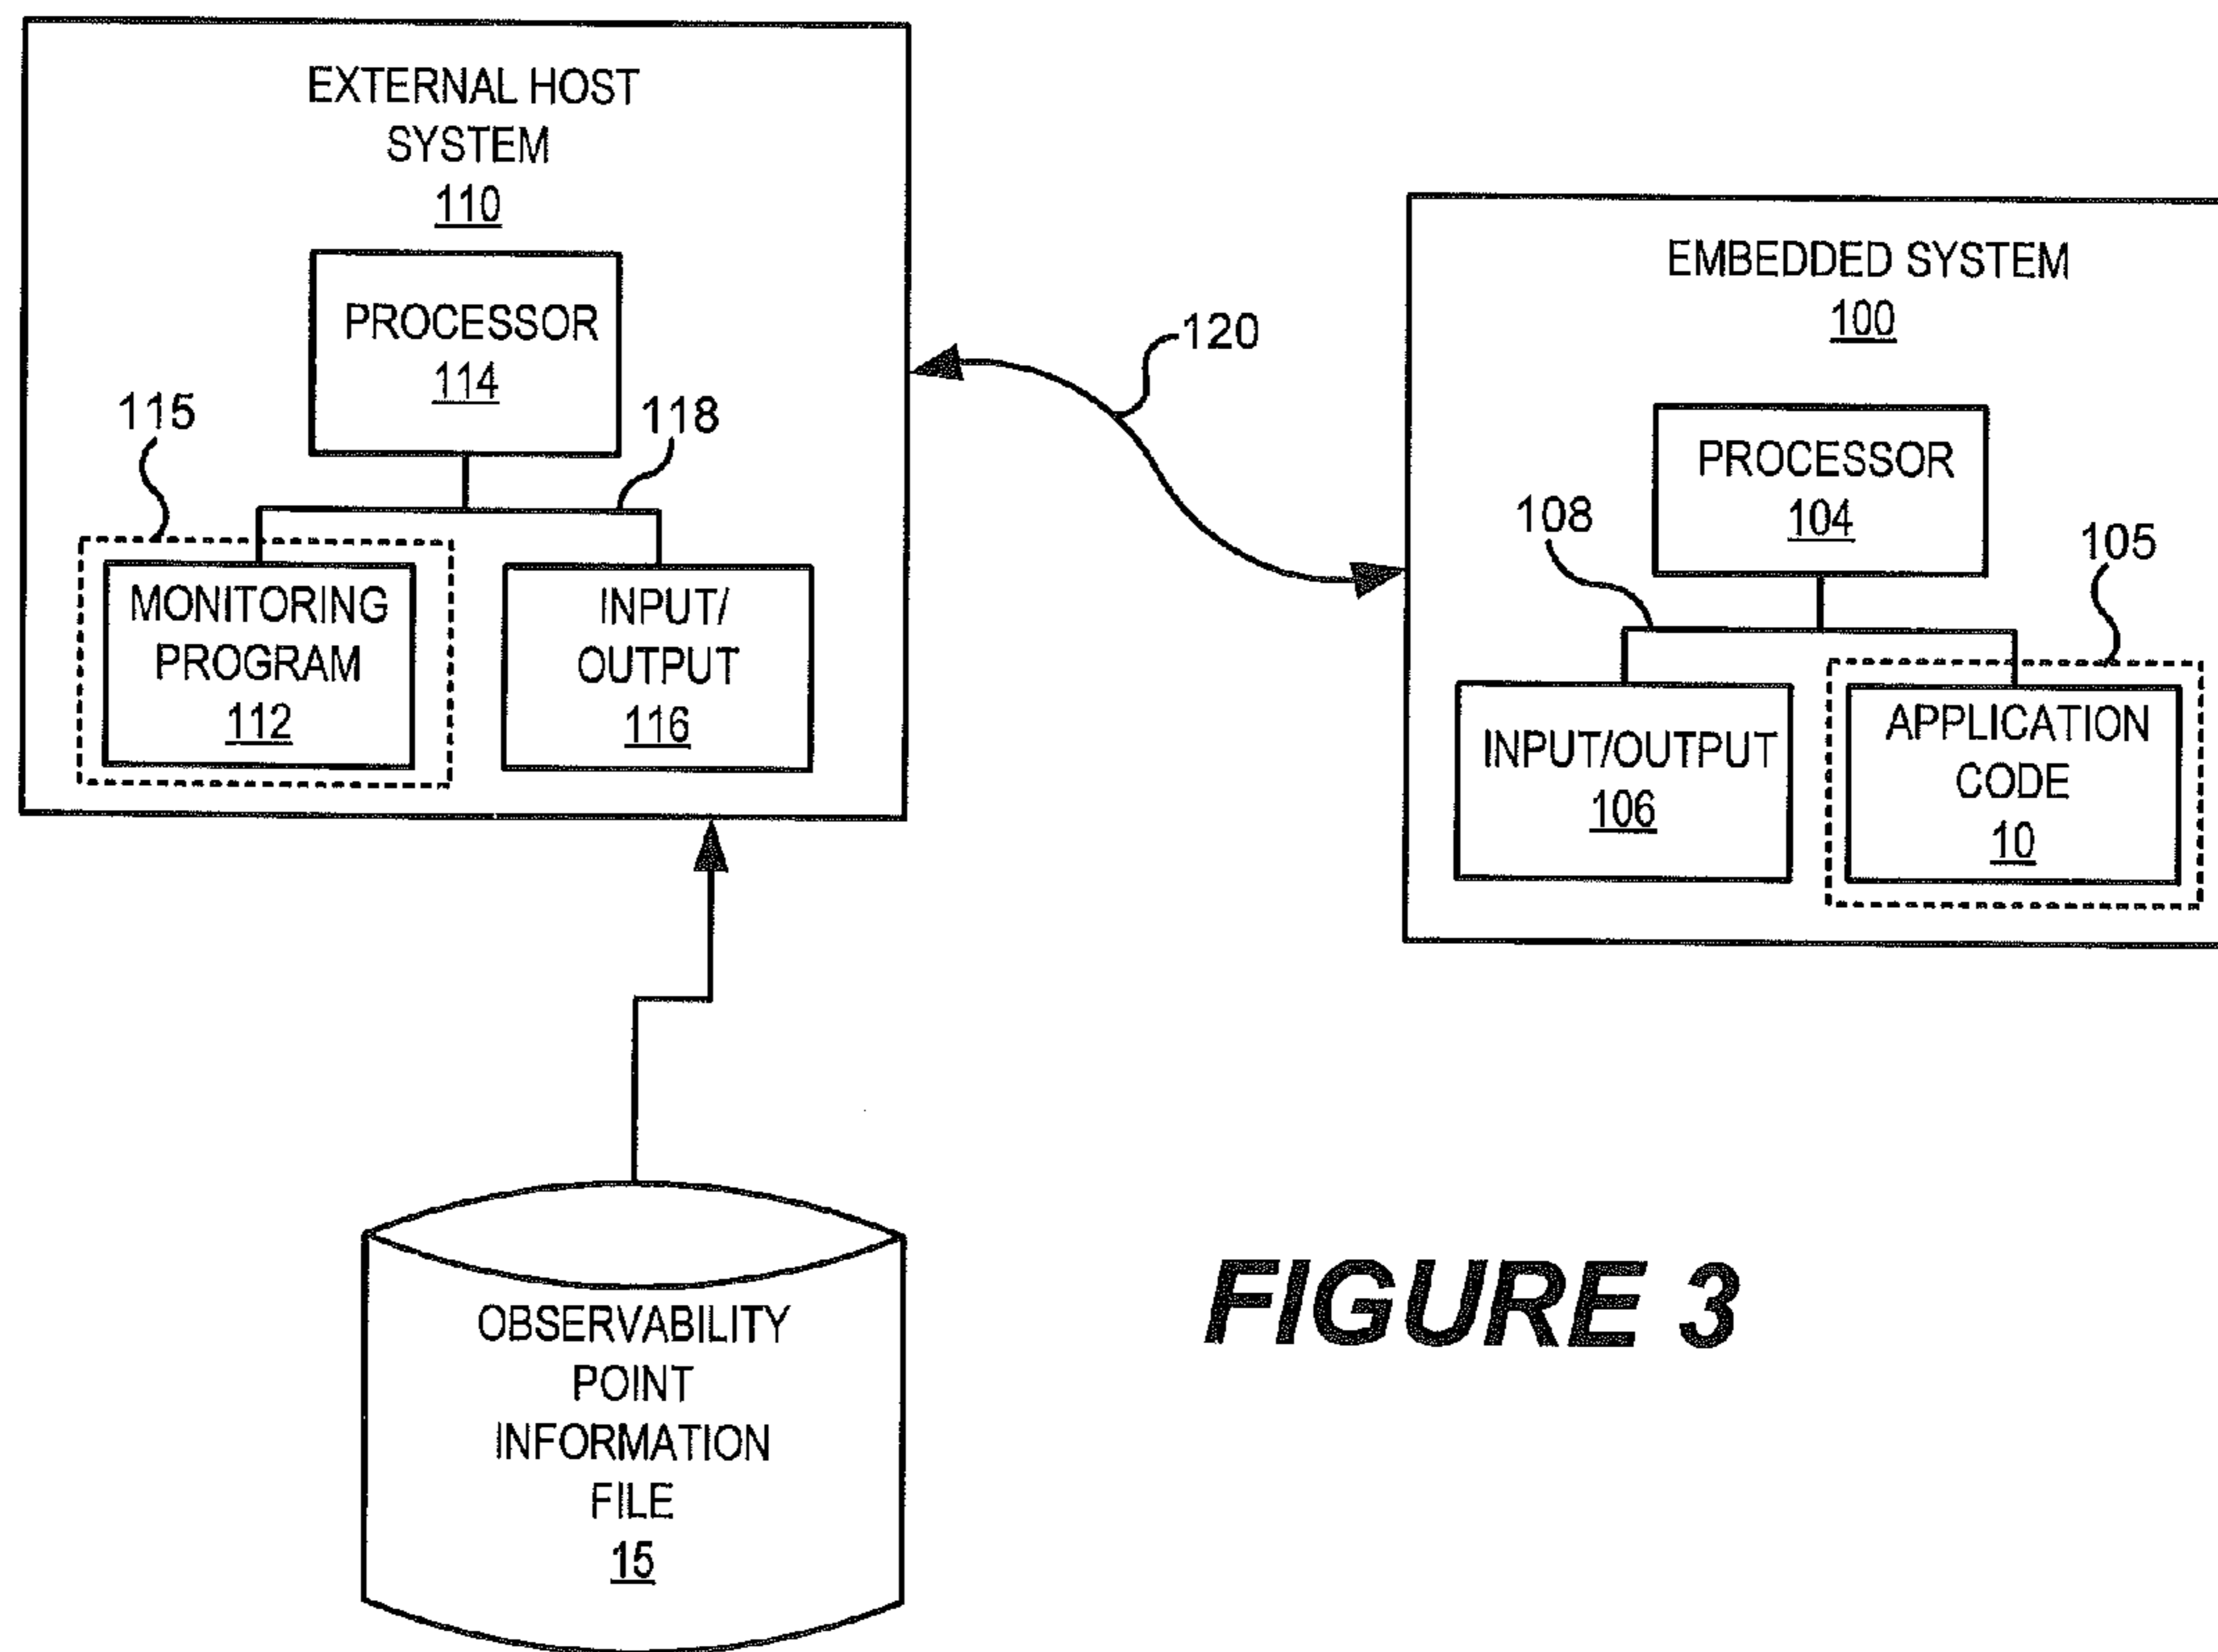 EXTERNAL HOST
SYSTEM
110
PROCESSOR
114
115
118
MONITORING
PROGRAM
112
INPUT/
OUTPUT
116
120
EMBEDDED SYSTEM
100
PROCESSOR
104
108
105
INPUT/OUTPUT
106
APPLICATION
CODE
10
OBSERVABILITY
POINT
INFORMATION
FILE
15
FIGURE 3